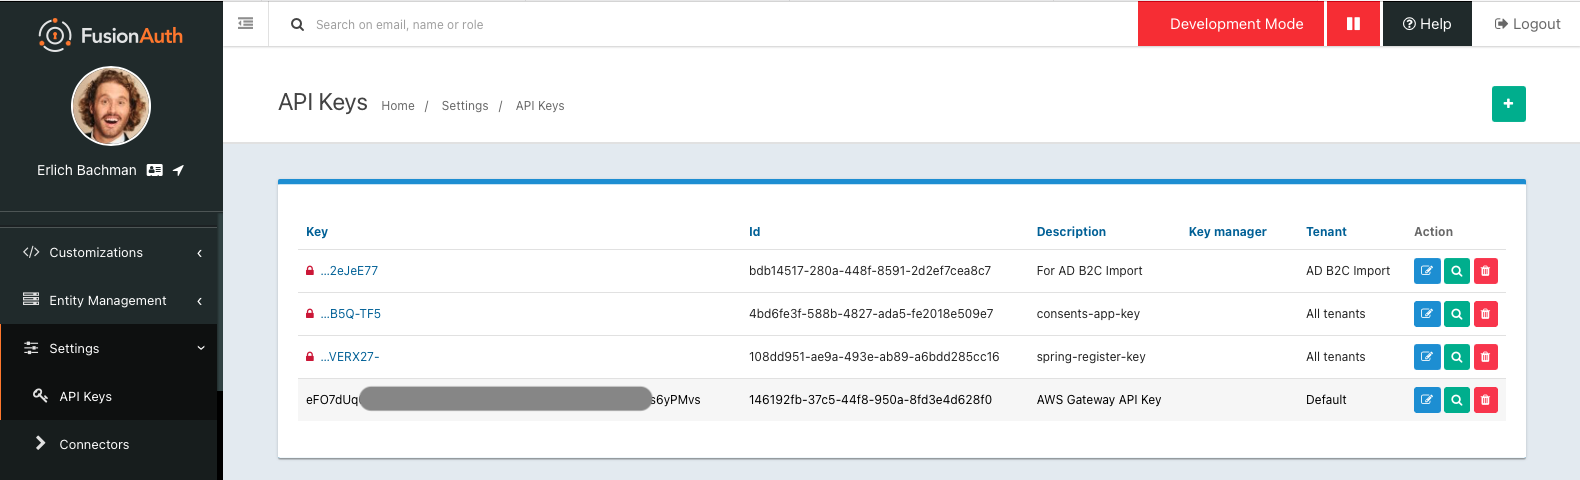 FusionAuth
Search on email, name or role
Development Mode
Help
Logout
Erlich Bachman
Customizations
Entity Management
Settings
API Keys
Connectors
API Keys Home / Settings / API Keys
Key Id Description Key manager Tenant Action
...2eJeE77 bdb14517-280a-448f-8591-2d2ef7cea8c7 For AD B2C Import AD B2C Import
...B5Q-TF5 4bd6fe3f-588b-4827-ada5-fe2018e509e7 consents-app-key All tenants
...VERX27- 108dd951-ae9a-493e-ab89-a6bdd285cc16 spring-register-key All tenants
eFO7dUq s6yPMvs 146192fb-37c5-44f8-950a-8fd3e4d628f0 AWS Gateway API Key Default